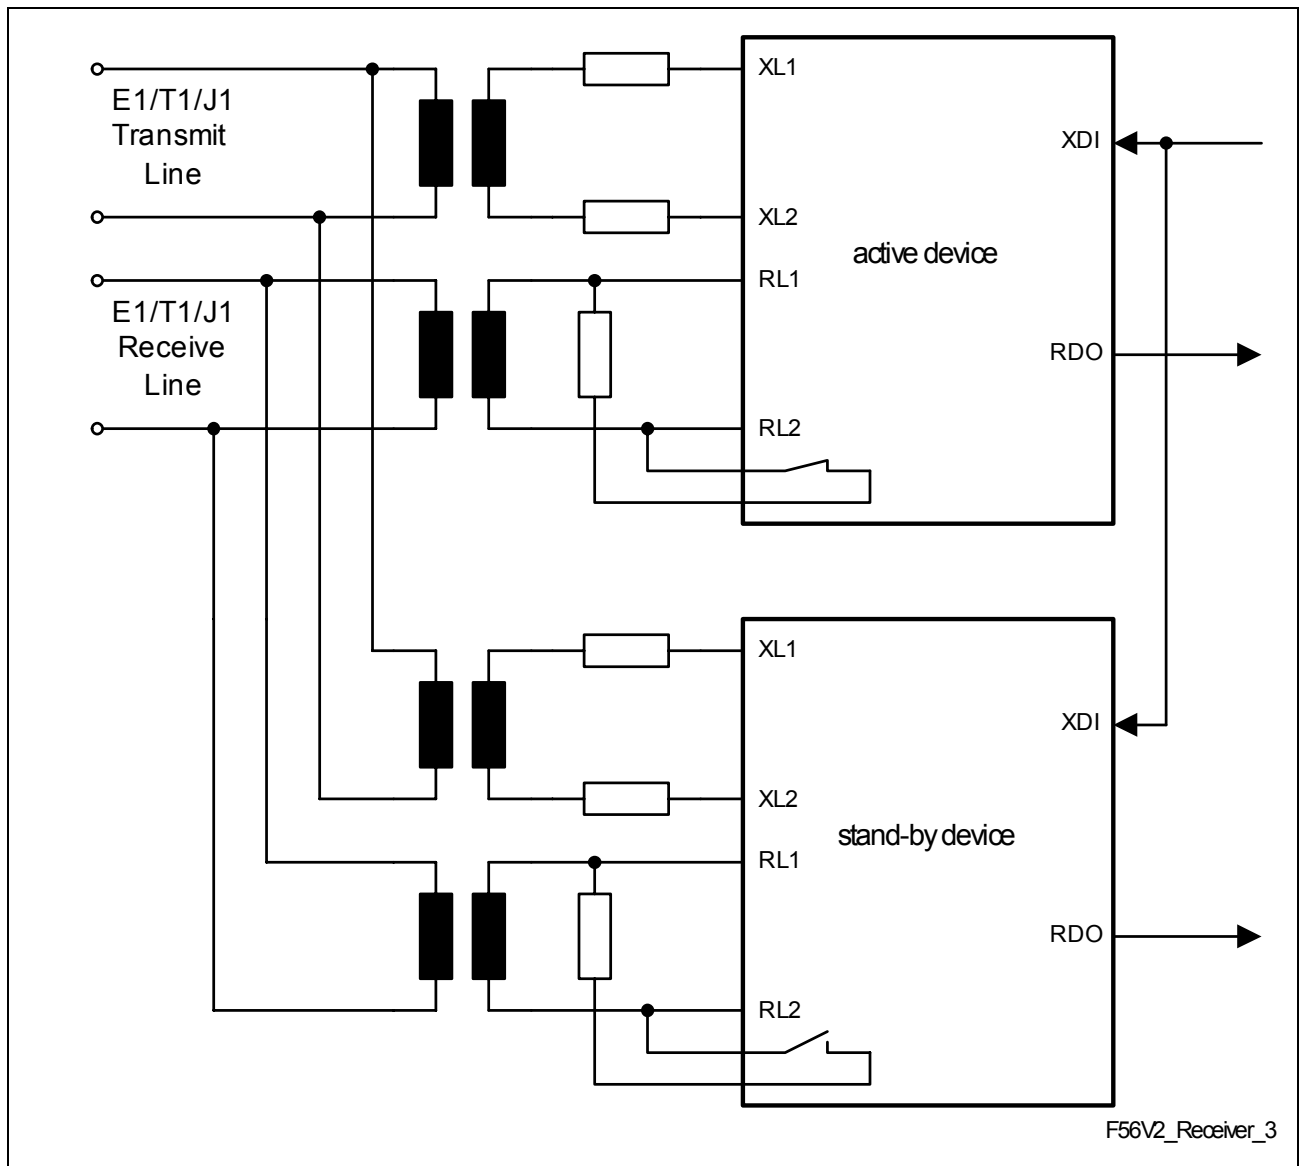 E1/T1/J1
Transmit
Line
E1/T1/J1
Receive
Line
XL1
XDI
XL2
active device
RL1
RDO
RL2
XL1
XDI
XL2
stand-by device
RL1
RDO
RL2
F56V2_Receiver_3